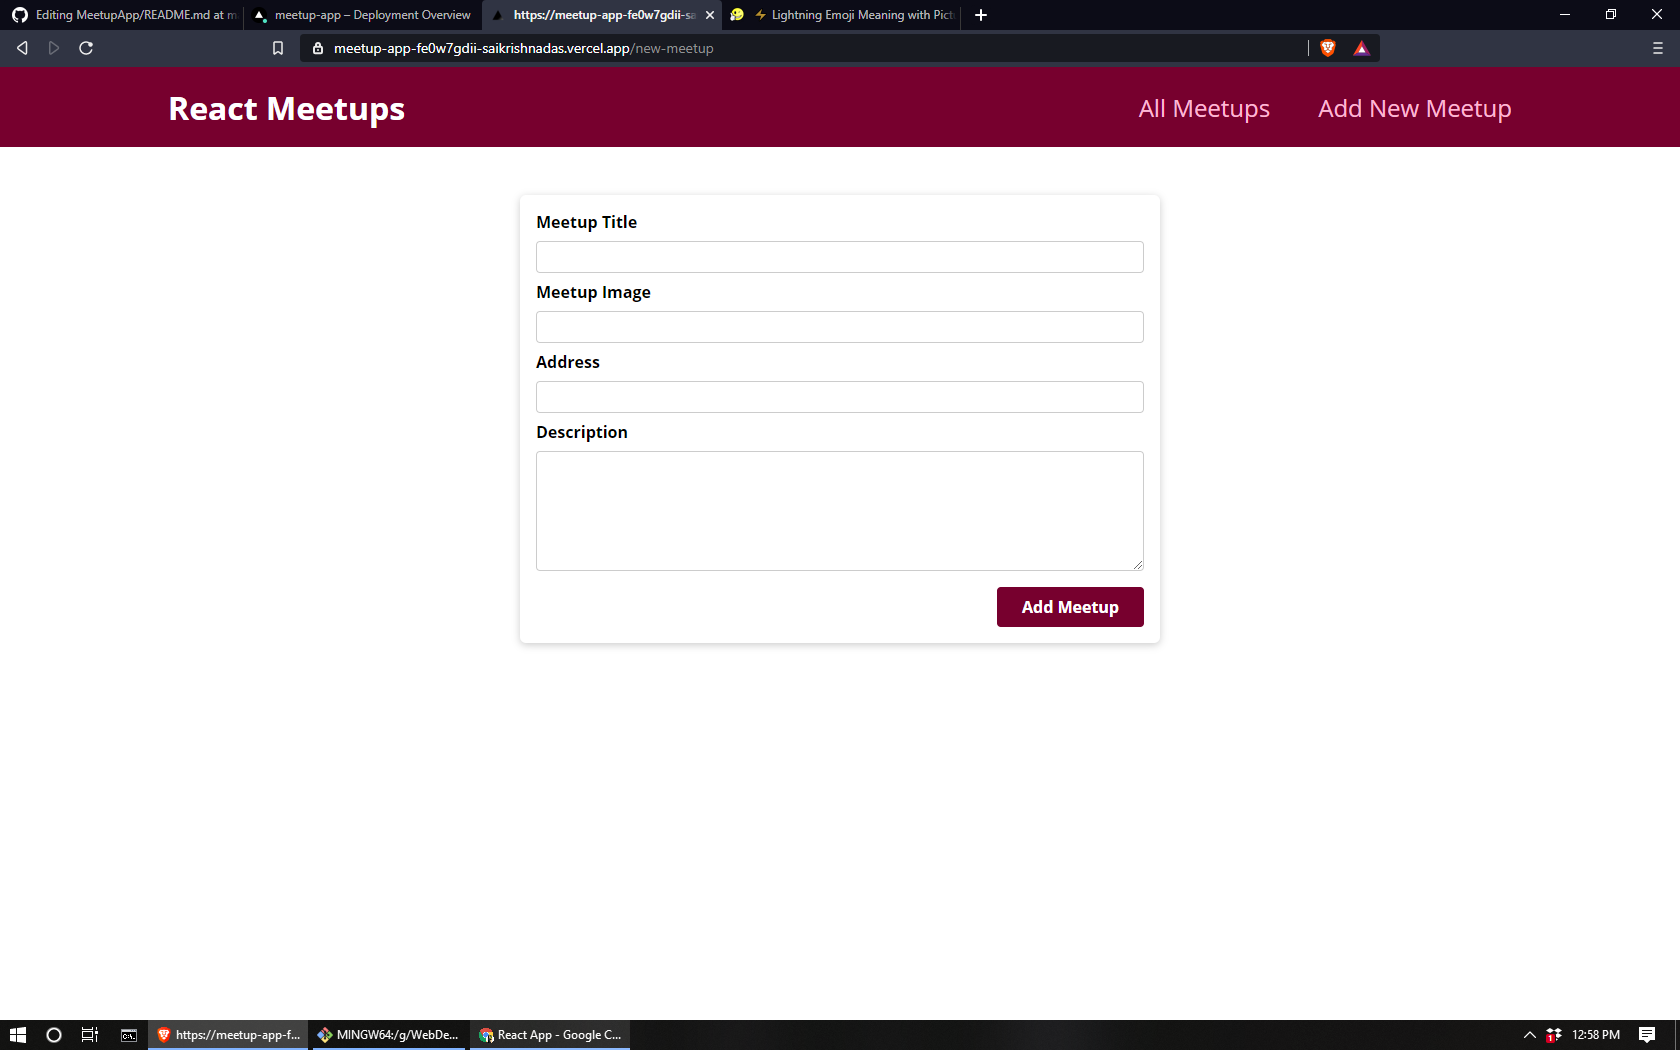 Editing MeetupApp/README.md at m
meetup-app – Deployment Overview
https://meetup-app-fe0w7gdii-sa
⚡ Lightning Emoji Meaning with Pict
meetup-app-fe0w7gdii-saikrishnadas.vercel.app/new-meetup
React Meetups
All Meetups
Add New Meetup
Meetup Title
Meetup Image
Address
Description
Add Meetup
https://meetup-app-f...
MINGW64:/g/WebDe...
React App - Google C...
1
12:58 PM